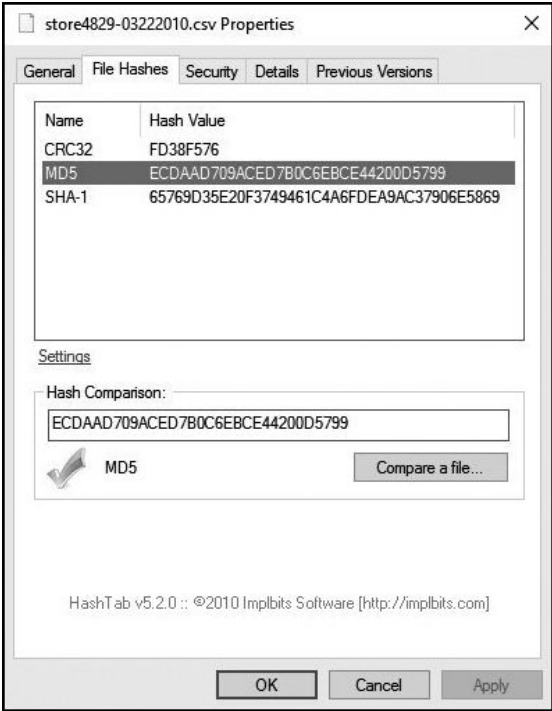 store4829-03222010.csv Properties
General File Hashes Security Details Previous Versions
Name Hash Value
CRC32 FD38F576
MD5 ECDAAD709ACED7B0C6EBCE44200D5799
SHA-1 65769D35E20F3749461C4A6FDEA9AC37906E5869
Settings
Hash Comparison:
ECDAAD709ACED7B0C6EBCE44200D5799
MD5 Compare a file...
HashTab v5.2.0 :: ©2010 Implbits Software [http://implbits.com]
OK Cancel Apply